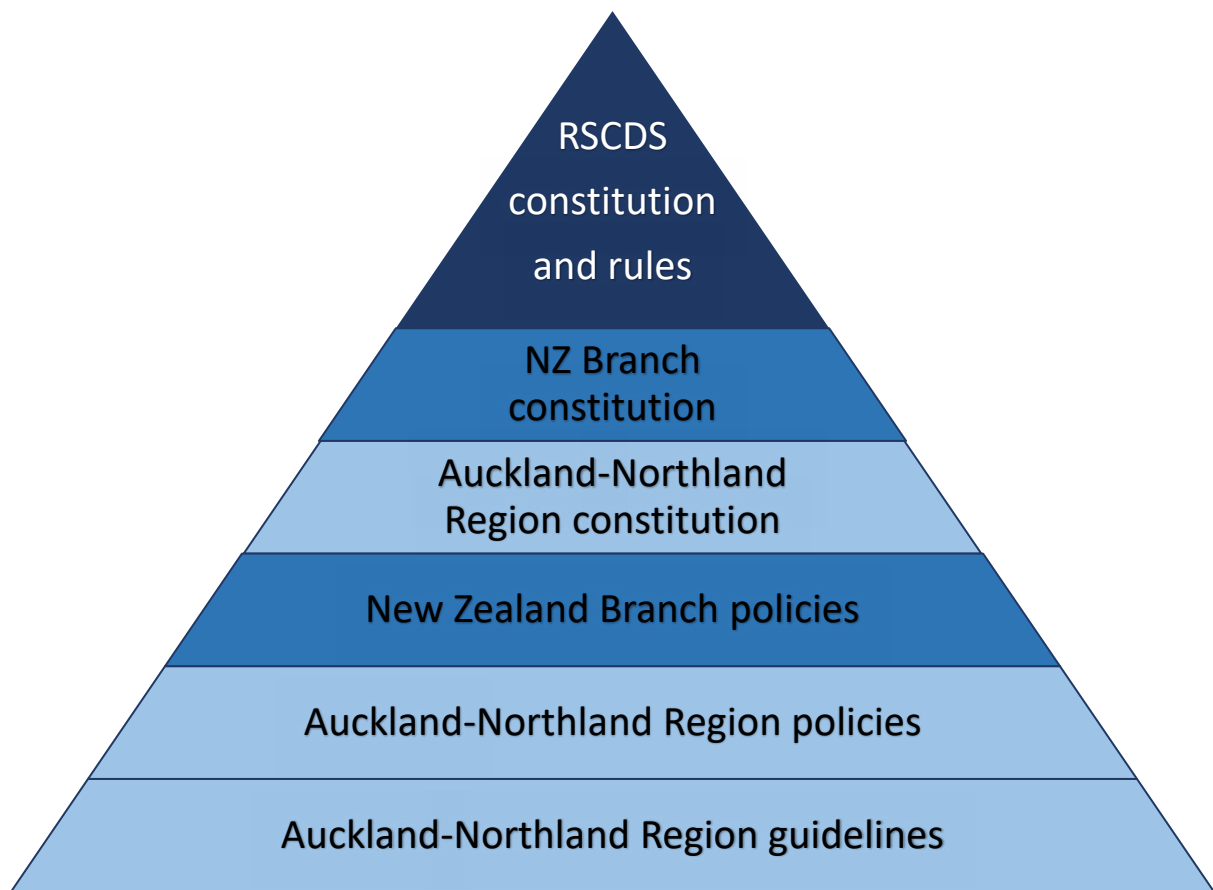 RSCDS
constitution
and rules
NZ Branch
constitution
Auckland-Northland
Region constitution
New Zealand Branch policies
Auckland-Northland Region policies
Auckland-Northland Region guidelines